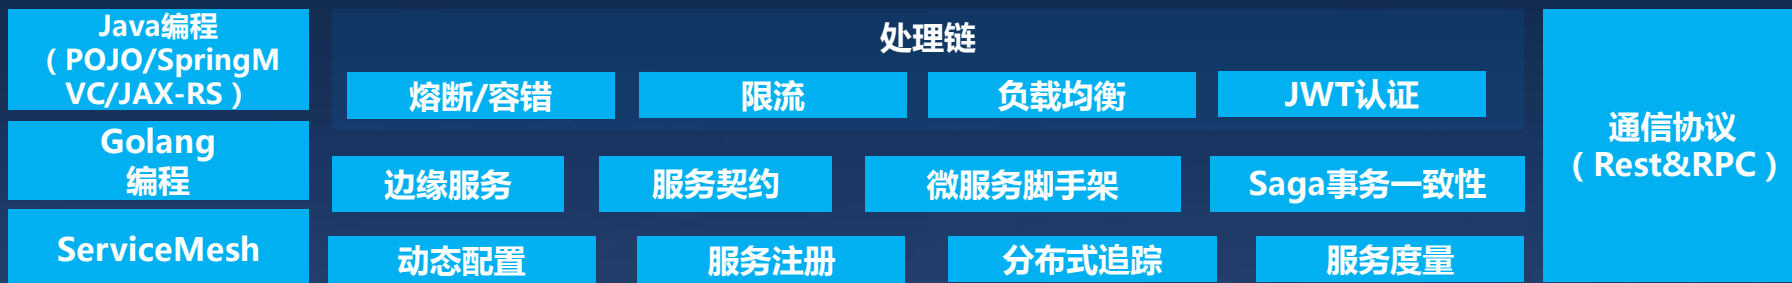 Java编程
（POJO/SpringM
VC/JAX-RS）
Golang
编程
ServiceMesh
处理链
熔断/容错
限流
负载均衡
JWT认证
边缘服务
服务契约
微服务脚手架
Saga事务一致性
动态配置
服务注册
分布式追踪
服务度量
通信协议
（Rest&RPC）